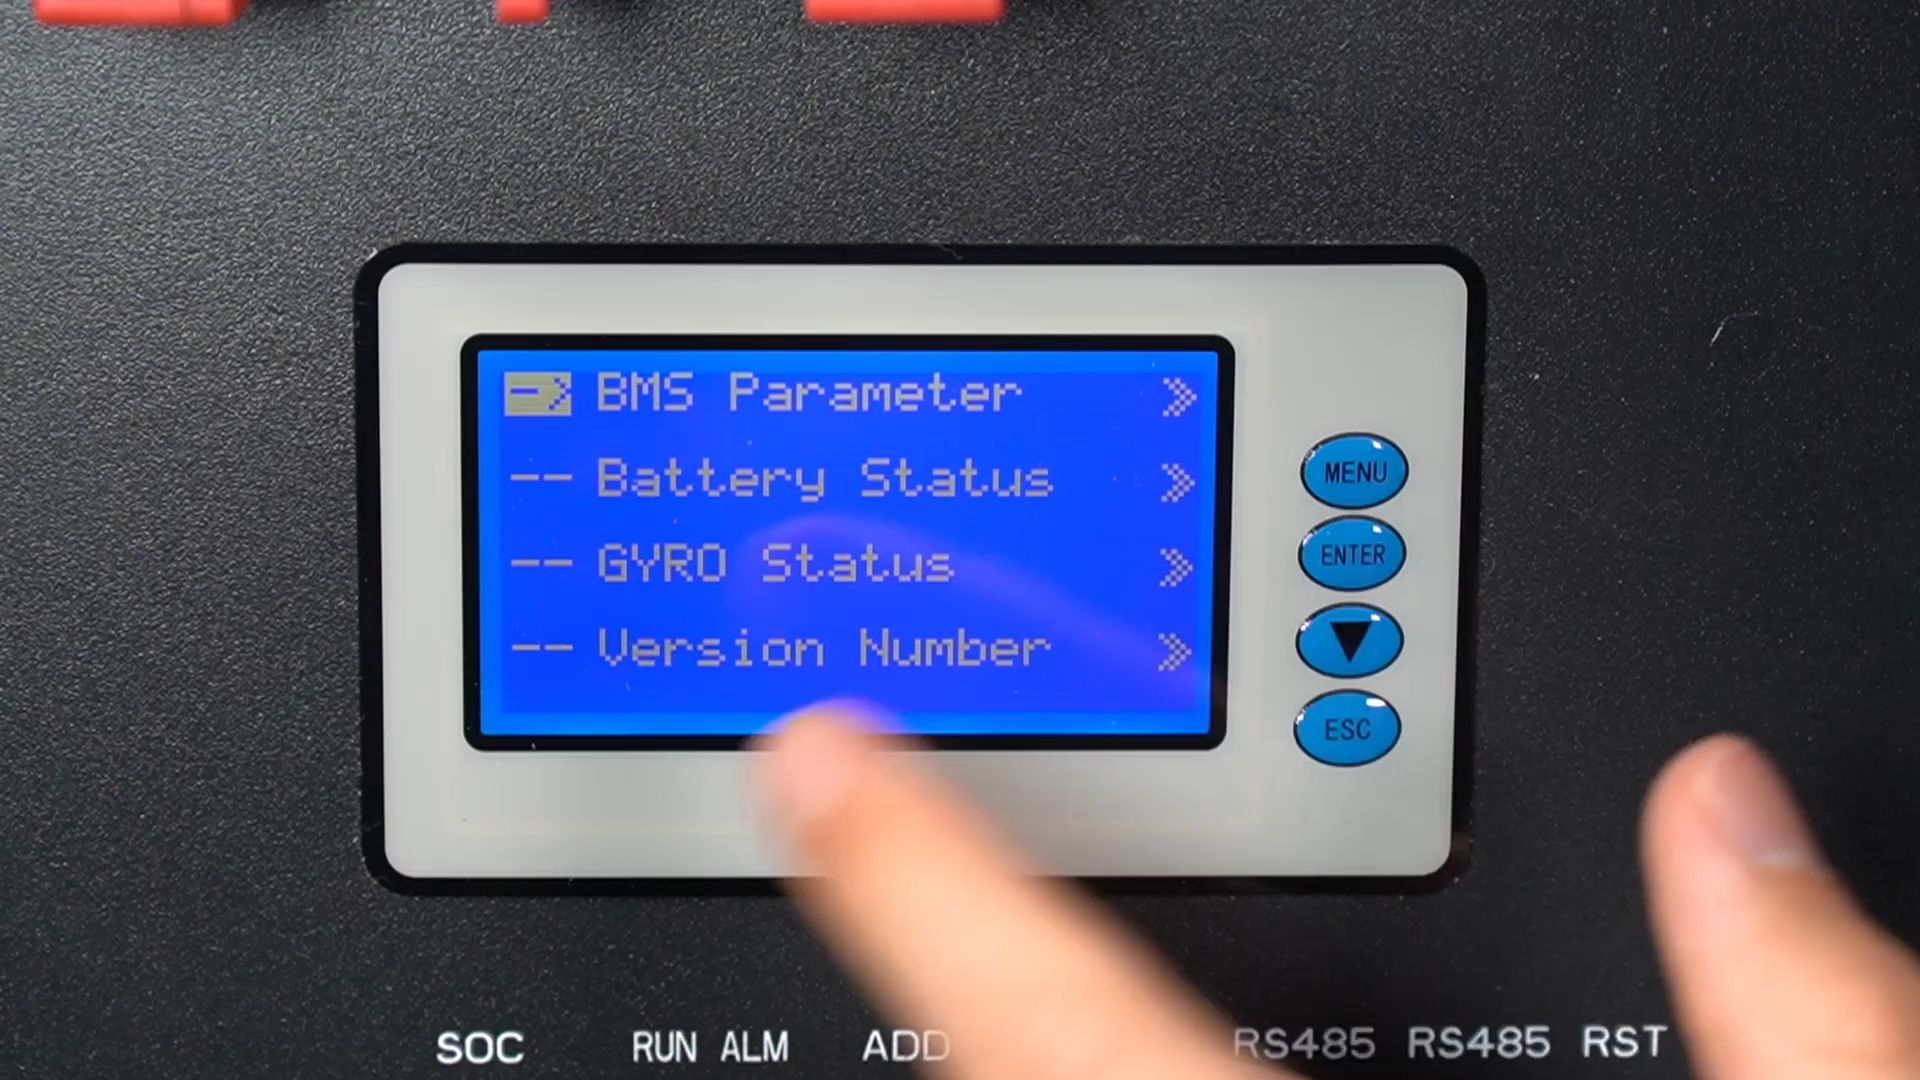 -> BMS Parameter »
-- Battery Status »
-- GYRO Status »
-- Version Number »
MENU
ENTER
▼
ESC
SOC RUN ALM ADD RS485 RS485 RST